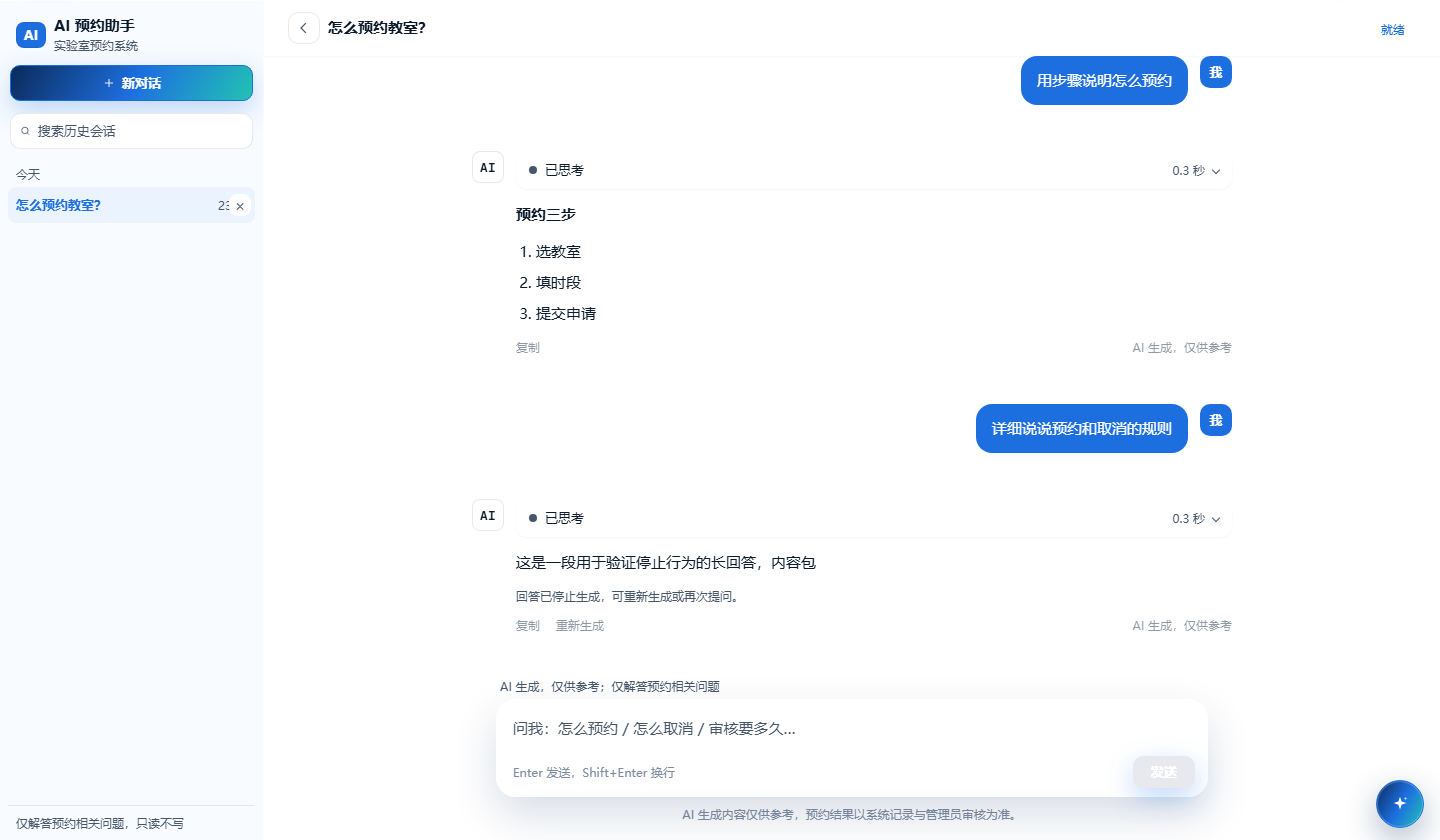 AI
AI 预约助手
实验室预约系统
+ 新对话
搜索历史会话
今天
怎么预约教室？
仅解答预约相关问题，只读不写
怎么预约教室？
就绪
用步骤说明怎么预约
我
AI
已思考
0.3 秒
预约三步
1. 选教室
2. 填时段
3. 提交申请
复制
AI 生成，仅供参考
详细说说预约和取消的规则
我
AI
已思考
0.3 秒
这是一段用于验证停止行为的长回答，内容包
回答已停止生成，可重新生成或再次提问。
复制 重新生成
AI 生成，仅供参考
AI 生成，仅供参考；仅解答预约相关问题
问我：怎么预约 / 怎么取消 / 审核要多久...
Enter 发送，Shift+Enter 换行
发送
AI 生成内容仅供参考，预约结果以系统记录与管理员审核为准。